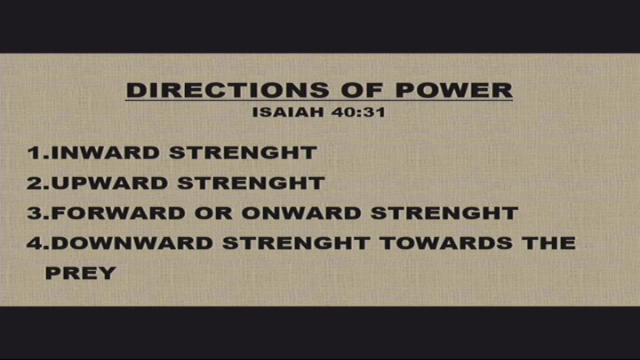 DIRECTIONS OF POWER
ISAIAH 40:31
1.INWARD STRENGHT
2.UPWARD STRENGHT
3.FORWARD OR ONWARD STRENGHT
4.DOWNWARD STRENGHT TOWARDS THE
PREY